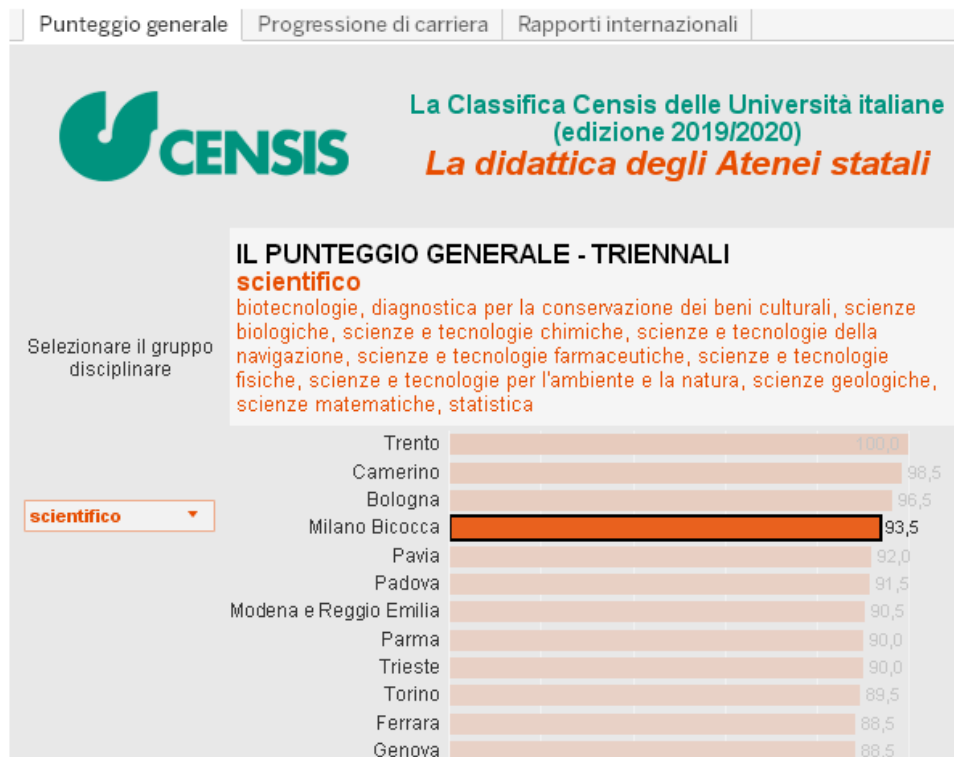 Punteggio generale Progressione di carriera Rapporti internazionali
CENSIS
La Classifica Censis delle Università italiane
(edizione 2019/2020)
La didattica degli Atenei statali
IL PUNTEGGIO GENERALE - TRIENNALI
scientifico
biotecnologie, diagnostica per la conservazione dei beni culturali, scienze
biologiche, scienze e tecnologie chimiche, scienze e tecnologie della
navigazione, scienze e tecnologie farmaceutiche, scienze e tecnologie
fisiche, scienze e tecnologie per l'ambiente e la natura, scienze geologiche,
scienze matematiche, statistica
Selezionare il gruppo
disciplinare
scientifico
Trento 100,0
Camerino 98,5
Bologna 96,5
Milano Bicocca 93,5
Pavia 92,0
Padova 91,5
Modena e Reggio Emilia 90,5
Parma 90,0
Trieste 90,0
Torino 89,5
Ferrara 88,5
Genova 88,5